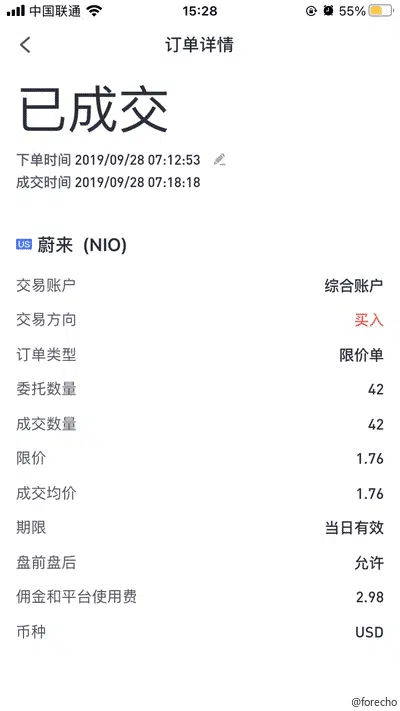 中国联通 15:28 55%
订单详情
已成交
下单时间 2019/09/28 07:12:53
成交时间 2019/09/28 07:18:18
US 蔚来 (NIO)
交易账户 综合账户
交易方向 买入
订单类型 限价单
委托数量 42
成交数量 42
限价 1.76
成交均价 1.76
期限 当日有效
盘前盘后 允许
佣金和平台使用费 2.98
币种 USD
@forecho